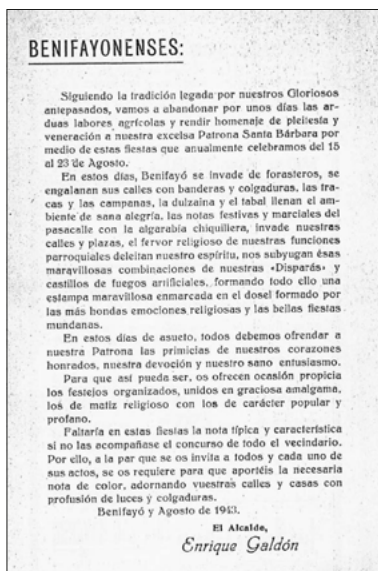 BENIFAYONENSES:
Siguiendo la tradición legada por nuestros Gloriosos
antepasados, vamos a abandonar por unos días las ar-
duas labores agrícolas y rendir homenaje de pleitesía y
veneración a nuestra excelsa Patrona Santa Bárbara por
medio de estas fiestas que anualmente celebramos del 15
al 23 de Agosto.
En estos días, Benifayó se invade de forasteros, se
engalanan sus calles con banderas y colgaduras, las tra-
cas y las campanas, la dulzaina y el tabal llenan el am-
biente de sana alegría, las notas festivas y marciales del
pasacalle con la algarabía chiquillera, invade nuestras
calles y plazas, el fervor religioso de nuestras funciones
parroquiales deleitan nuestro espíritu, nos subyugan ésas
maravillosas combinaciones de nuestras «Disparás» y
castillos de fuegos artificiales, formando todo ello una
estampa maravillosa enmarcada en el dosel formado por
las más hondas emociones religiosas y las bellas fiestas
mundanas.
En estos días de asueto, todos debemos ofrendar a
nuestra Patrona las primicias de nuestros corazones
honrados, nuestra devoción y nuestro sano entusiasmo.
Para que así pueda ser, os ofrecen ocasión propicia
los festejos organizados, unidos en graciosa amalgama,
los de matiz religioso con los de carácter popular y
profano.
Faltaría en estas fiestas la nota típica y característica
si no las acompañase el concurso de todo el vecindario.
Por ello, a la par que se os invita a todos y cada uno de
sus actos, se os requiere para que aportéis la necesaria
nota de color, adornando vuestras calles y casas con
profusión de luces y colgaduras.
Benifayó y Agosto de 1943.
El Alcalde,
Enrique Galdón